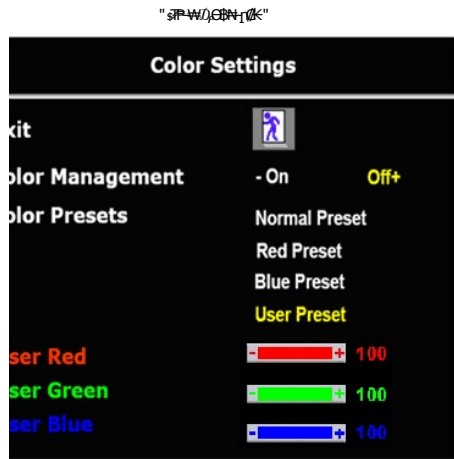 Color Settings
xit
olor Management - On Off+
olor Presets Normal Preset
Red Preset
Blue Preset
User Preset
ser Red - + 100
ser Green - + 100
ser Blue - + 100